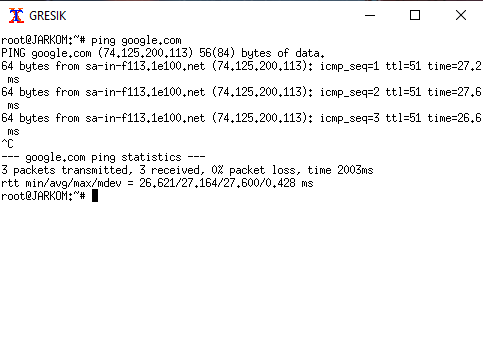 GRESIK
root@JARKOM:~# ping google.com
PING google.com (74.125.200.113) 56(84) bytes of data.
64 bytes from sa-in-f113.1e100.net (74.125.200.113): icmp_seq=1 ttl=51 time=27.2
 ms
64 bytes from sa-in-f113.1e100.net (74.125.200.113): icmp_seq=2 ttl=51 time=27.6
 ms
64 bytes from sa-in-f113.1e100.net (74.125.200.113): icmp_seq=3 ttl=51 time=26.6
 ms
^C
--- google.com ping statistics ---
3 packets transmitted, 3 received, 0% packet loss, time 2003ms
rtt min/avg/max/mdev = 26.621/27.164/27.600/0.428 ms
root@JARKOM:~#